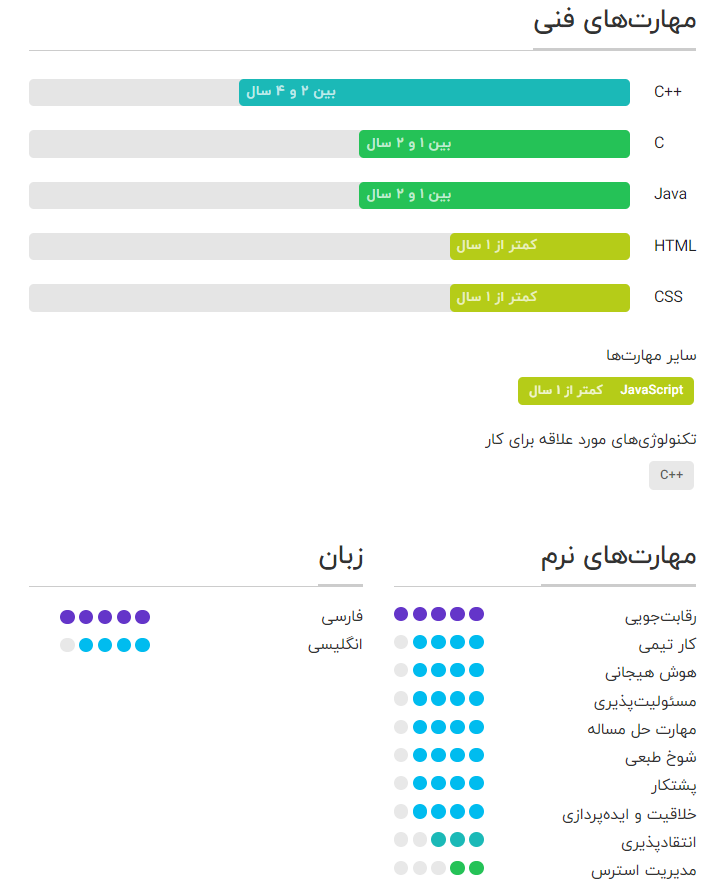 مهارت‌های فنی
C++ بین ۲ و ۴ سال
C بین ۱ و ۲ سال
Java بین ۱ و ۲ سال
HTML کمتر از ۱ سال
CSS کمتر از ۱ سال
سایر مهارت‌ها
JavaScript کمتر از ۱ سال
تکنولوژی‌های مورد علاقه برای کار
C++
مهارت‌های نرم
رقابت‌جویی
کار تیمی
هوش هیجانی
مسئولیت‌پذیری
مهارت حل مساله
شوخ طبعی
پشتکار
خلاقیت و ایده‌پردازی
انتقادپذیری
مدیریت استرس
زبان
فارسی
انگلیسی